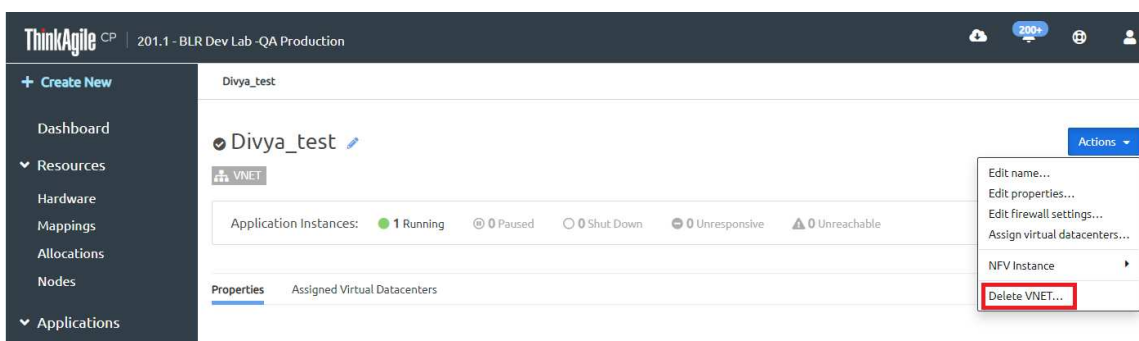 ThinkAgile CP | 201.1 - BLR Dev Lab -QA Production
200+
+ Create New
Divya_test
Dashboard
Divya_test
Actions
Resources
VNET
Edit name...
Edit properties...
Hardware
Edit firewall settings...
Mappings
Application Instances: 1 Running 0 Paused 0 Shut Down 0 Unresponsive 0 Unreachable
Assign virtual datacenters...
Allocations
NFV Instance
Nodes
Properties Assigned Virtual Datacenters
Delete VNET...
Applications